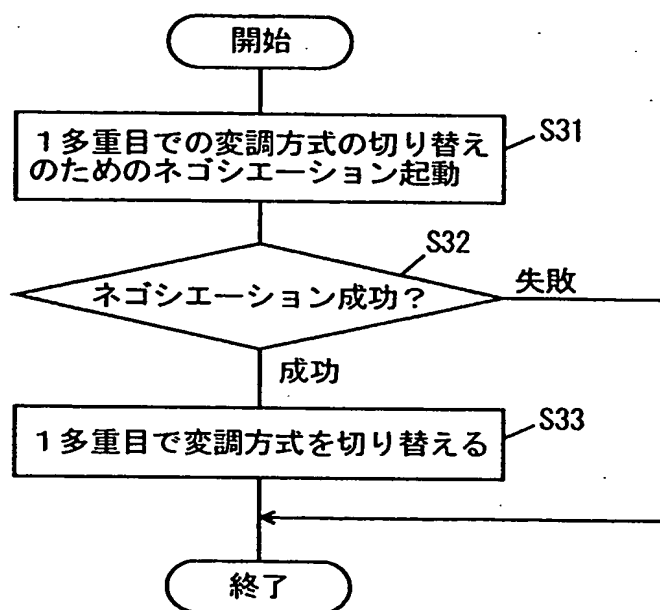 開始
1多重目での変調方式の切り替え
のためのネゴシエーション起動
S31
S32
ネゴシエーション成功?
失敗
成功
1多重目で変調方式を切り替える
S33
終了